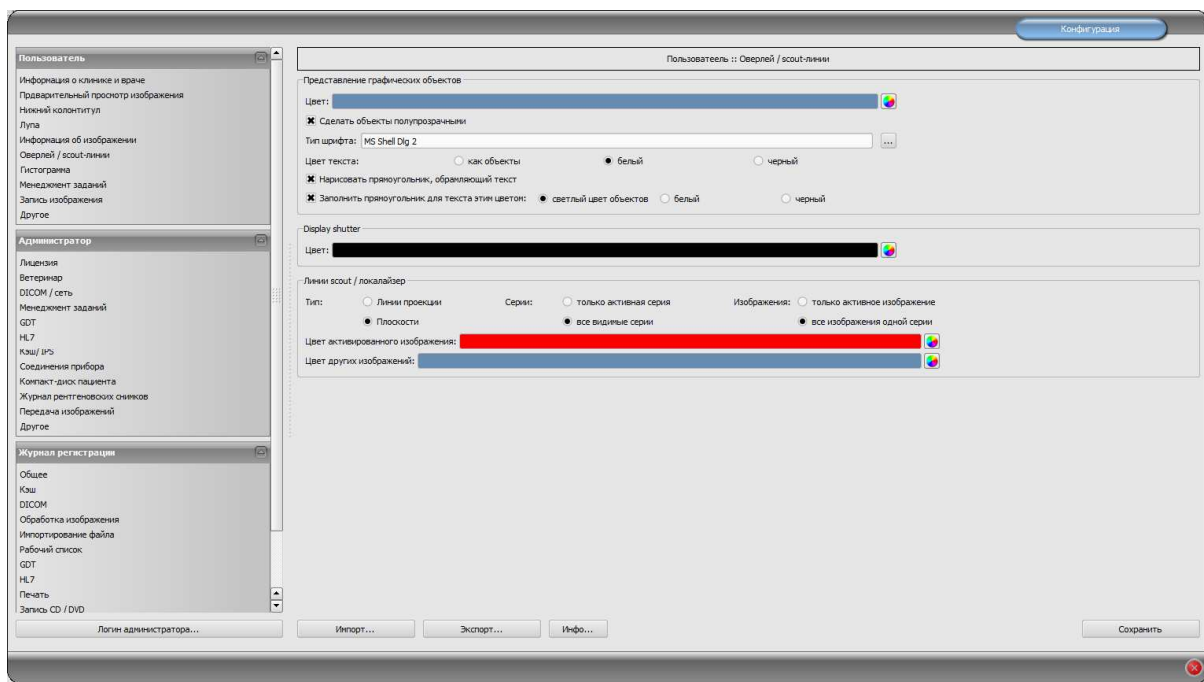 Конфигурация
Пользователь
Информация о клинике и враче
Прдварительный просмотр изображения
Нижний колонтитул
Лупа
Информация об изображении
Оверлей / scout-линии
Гистограмма
Менеджмент заданий
Запись изображения
Другое
Администратор
Лицензия
Ветеринар
DICOM / сеть
Менеджмент заданий
GDT
HL7
Кэш/ IPS
Соединения прибора
Компакт-диск пациента
Журнал рентгеновских снимков
Передача изображений
Другое
Журнал регистрации
Общее
Кэш
DICOM
Обработка изображения
Импортирование файла
Рабочий список
GDT
HL7
Печать
Запись CD / DVD
Логин администратора...
Пользоватеель :: Оверлей / scout-линии
Представление графических объектов
Цвет:
Сделать объекты полупрозрачными
Тип шрифта: MS Shell Dlg 2 ...
Цвет текста: как объекты белый черный
Нарисовать прямоугольник, обрамляющий текст
Заполнить прямоугольник для текста этим цветом: светлый цвет объектов белый черный
Display shutter
Цвет:
Линии scout / локалайзер
Тип: Линии проекции Серии: только активная серия Изображения: только активное изображение
Плоскости все видимые серии все изображения одной серии
Цвет активированного изображения:
Цвет других изображений:
Импорт... Экспорт... Инфо... Сохранить